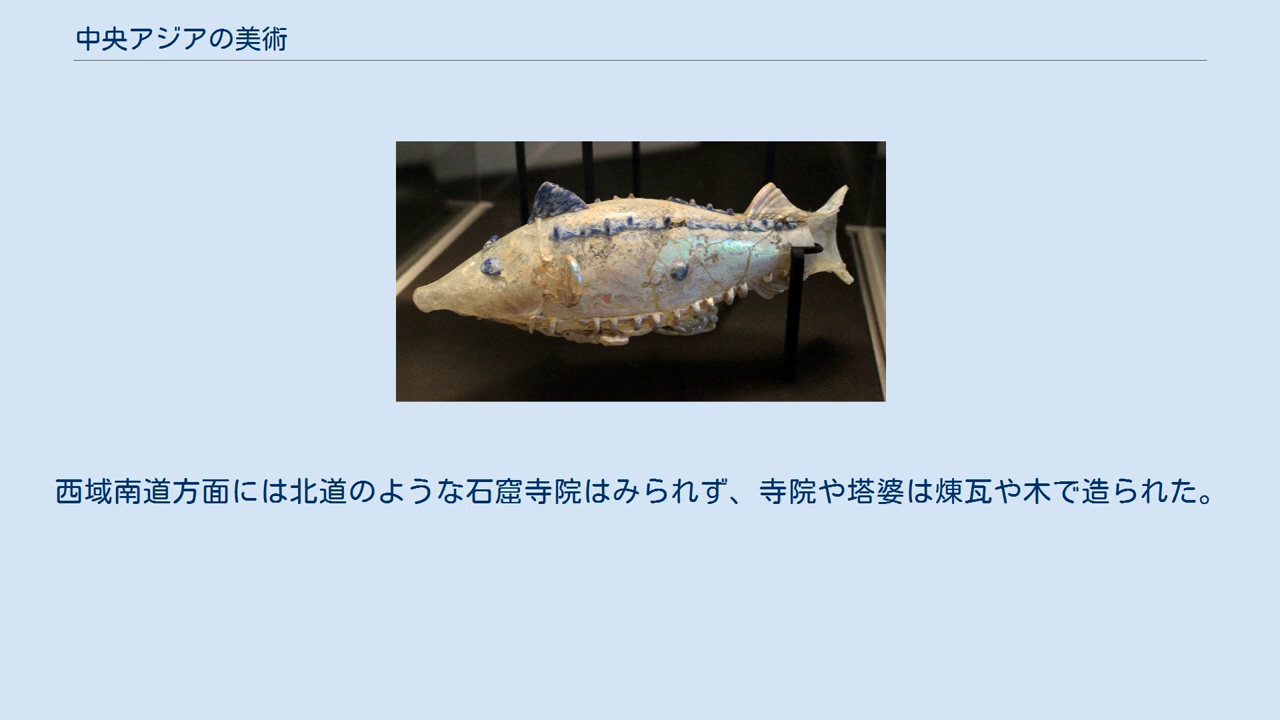 中央アジアの美術
西域南道方面には北道のような石窟寺院はみられず、寺院や塔婆は煉瓦や木で造られた。